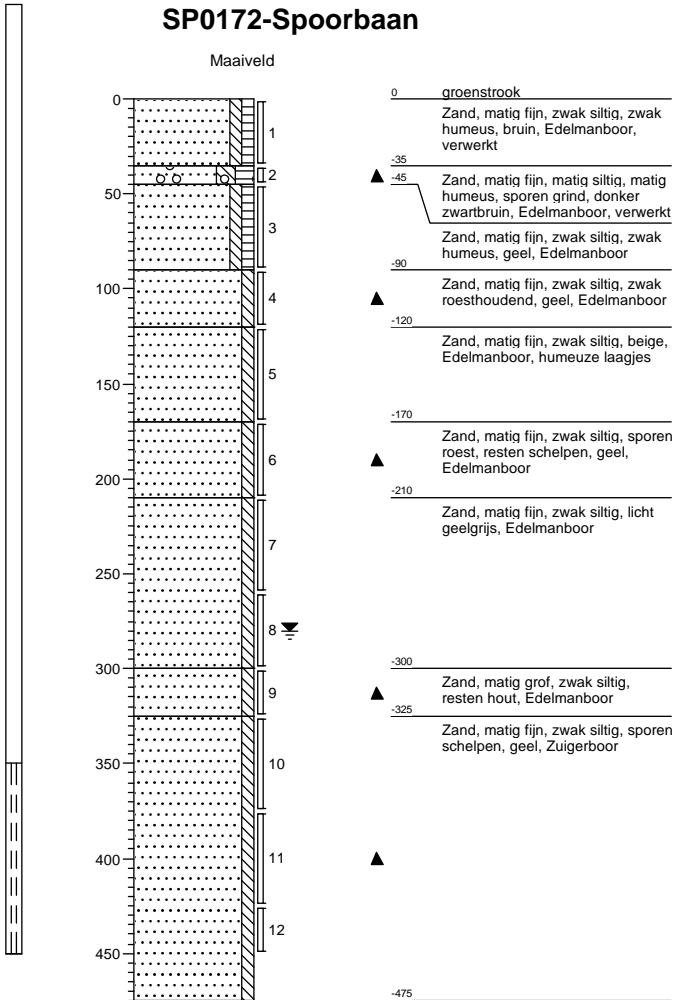 SP0172-Spoorbaan
Maaiveld
0
50
100
150
200
250
300
350
400
450
1
2
3
4
5
6
7
8
9
10
11
12
0
groenstrook
Zand, matig fijn, zwak siltig, zwak
humeus, bruin, Edelmanboor,
verwerkt
-35
-45
Zand, matig fijn, matig siltig, matig
humeus, sporen grind, donker
zwartbruin, Edelmanboor, verwerkt
Zand, matig fijn, zwak siltig, zwak
humeus, geel, Edelmanboor
-90
Zand, matig fijn, zwak siltig, zwak
roesthoudend, geel, Edelmanboor
-120
Zand, matig fijn, zwak siltig, beige,
Edelmanboor, humeuze laagjes
-170
Zand, matig fijn, zwak siltig, sporen
roest, resten schelpen, geel,
Edelmanboor
-210
Zand, matig fijn, zwak siltig, licht
geelgrijs, Edelmanboor
-300
Zand, matig grof, zwak siltig,
resten hout, Edelmanboor
-325
Zand, matig fijn, zwak siltig, sporen
schelpen, geel, Zuigerboor
-475